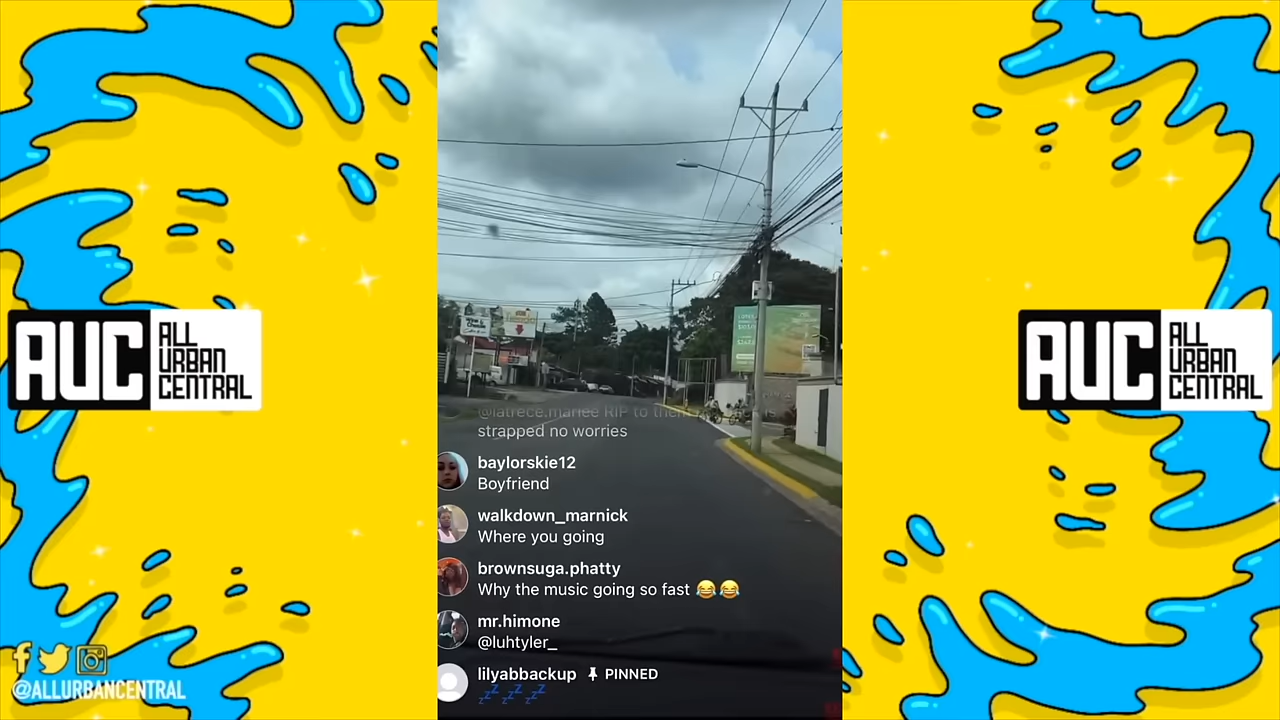 AUC
ALL
URBAN
CENTRAL
@ALLURBANCENTRAL
strapped no worries
baylorskie12
Boyfriend
walkdown_marnick
Where you going
brownsuga.phatty
Why the music going so fast 😂😂
mr.himone
@luhtyler_
lilyabbackup 📌 PINNED
💤 💤 💤
AUC
ALL
URBAN
CENTRAL